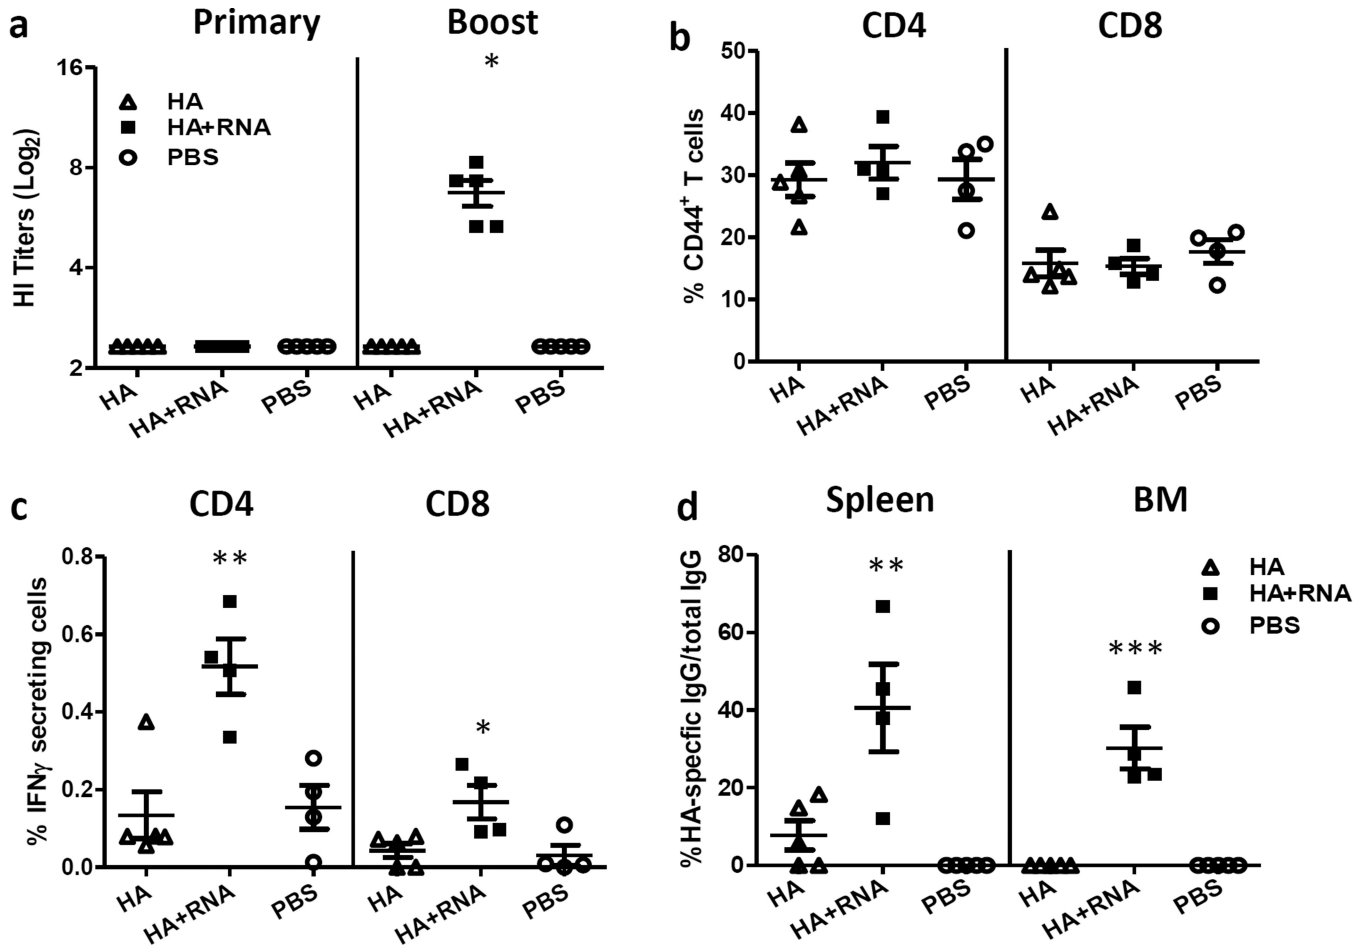 a
Primary
Boost
*
HI Titers (Log2)
16
8
4
2
HA
HA+RNA
PBS
HA
HA+RNA
PBS
HA
HA+RNA
PBS
b
CD4
CD8
% CD44+ T cells
50
40
30
20
10
0
HA
HA+RNA
PBS
HA
HA+RNA
PBS
c
CD4
CD8
**
*
% IFNγ secreting cells
0.8
0.6
0.4
0.2
0.0
HA
HA+RNA
PBS
HA
HA+RNA
PBS
d
Spleen
BM
**
***
%HA-specfic IgG/total IgG
80
60
40
20
0
HA
HA+RNA
PBS
HA
HA+RNA
PBS
HA
HA+RNA
PBS